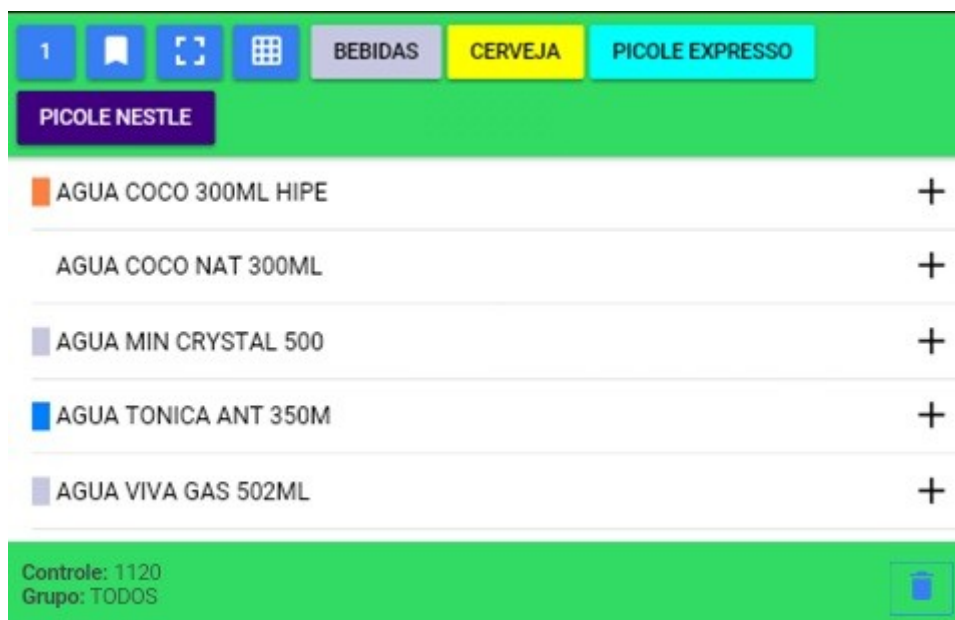 1 BEBIDAS CERVEJA PICOLE EXPRESSO
PICOLE NESTLE
AGUA COCO 300ML HIPE
AGUA COCO NAT 300ML
AGUA MIN CRYSTAL 500
AGUA TONICA ANT 350M
AGUA VIVA GAS 502ML
Controle: 1120
Grupo: TODOS